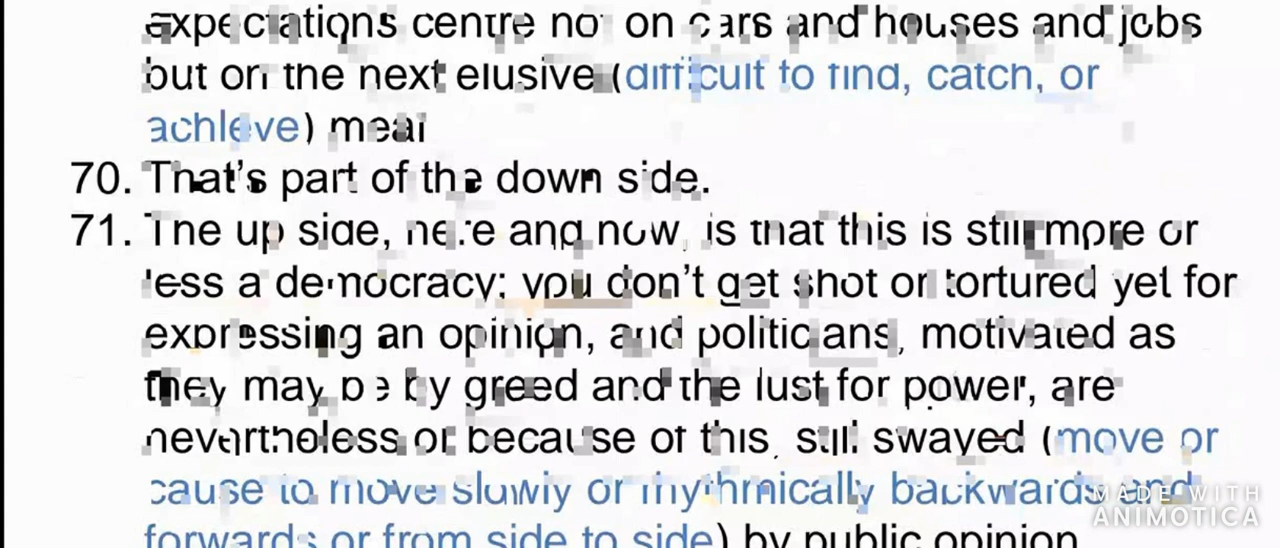 expectations centre not on cars and houses and jobs
but on the next elusive (difficult to find, catch, or
achieve) meal
70. That's part of the down side.
71. The up side, here and now, is that this is still more or
less a democracy; you don't get shot or tortured yet for
expressing an opinion, and politicians, motivated as
they may be by greed and the lust for power, are
nevertheless or because of this, still swayed (move or
cause to move slowly or rhythmically backwards and
forwards or from side to side) by public opinion
MADE WITH
ANIMOTICA